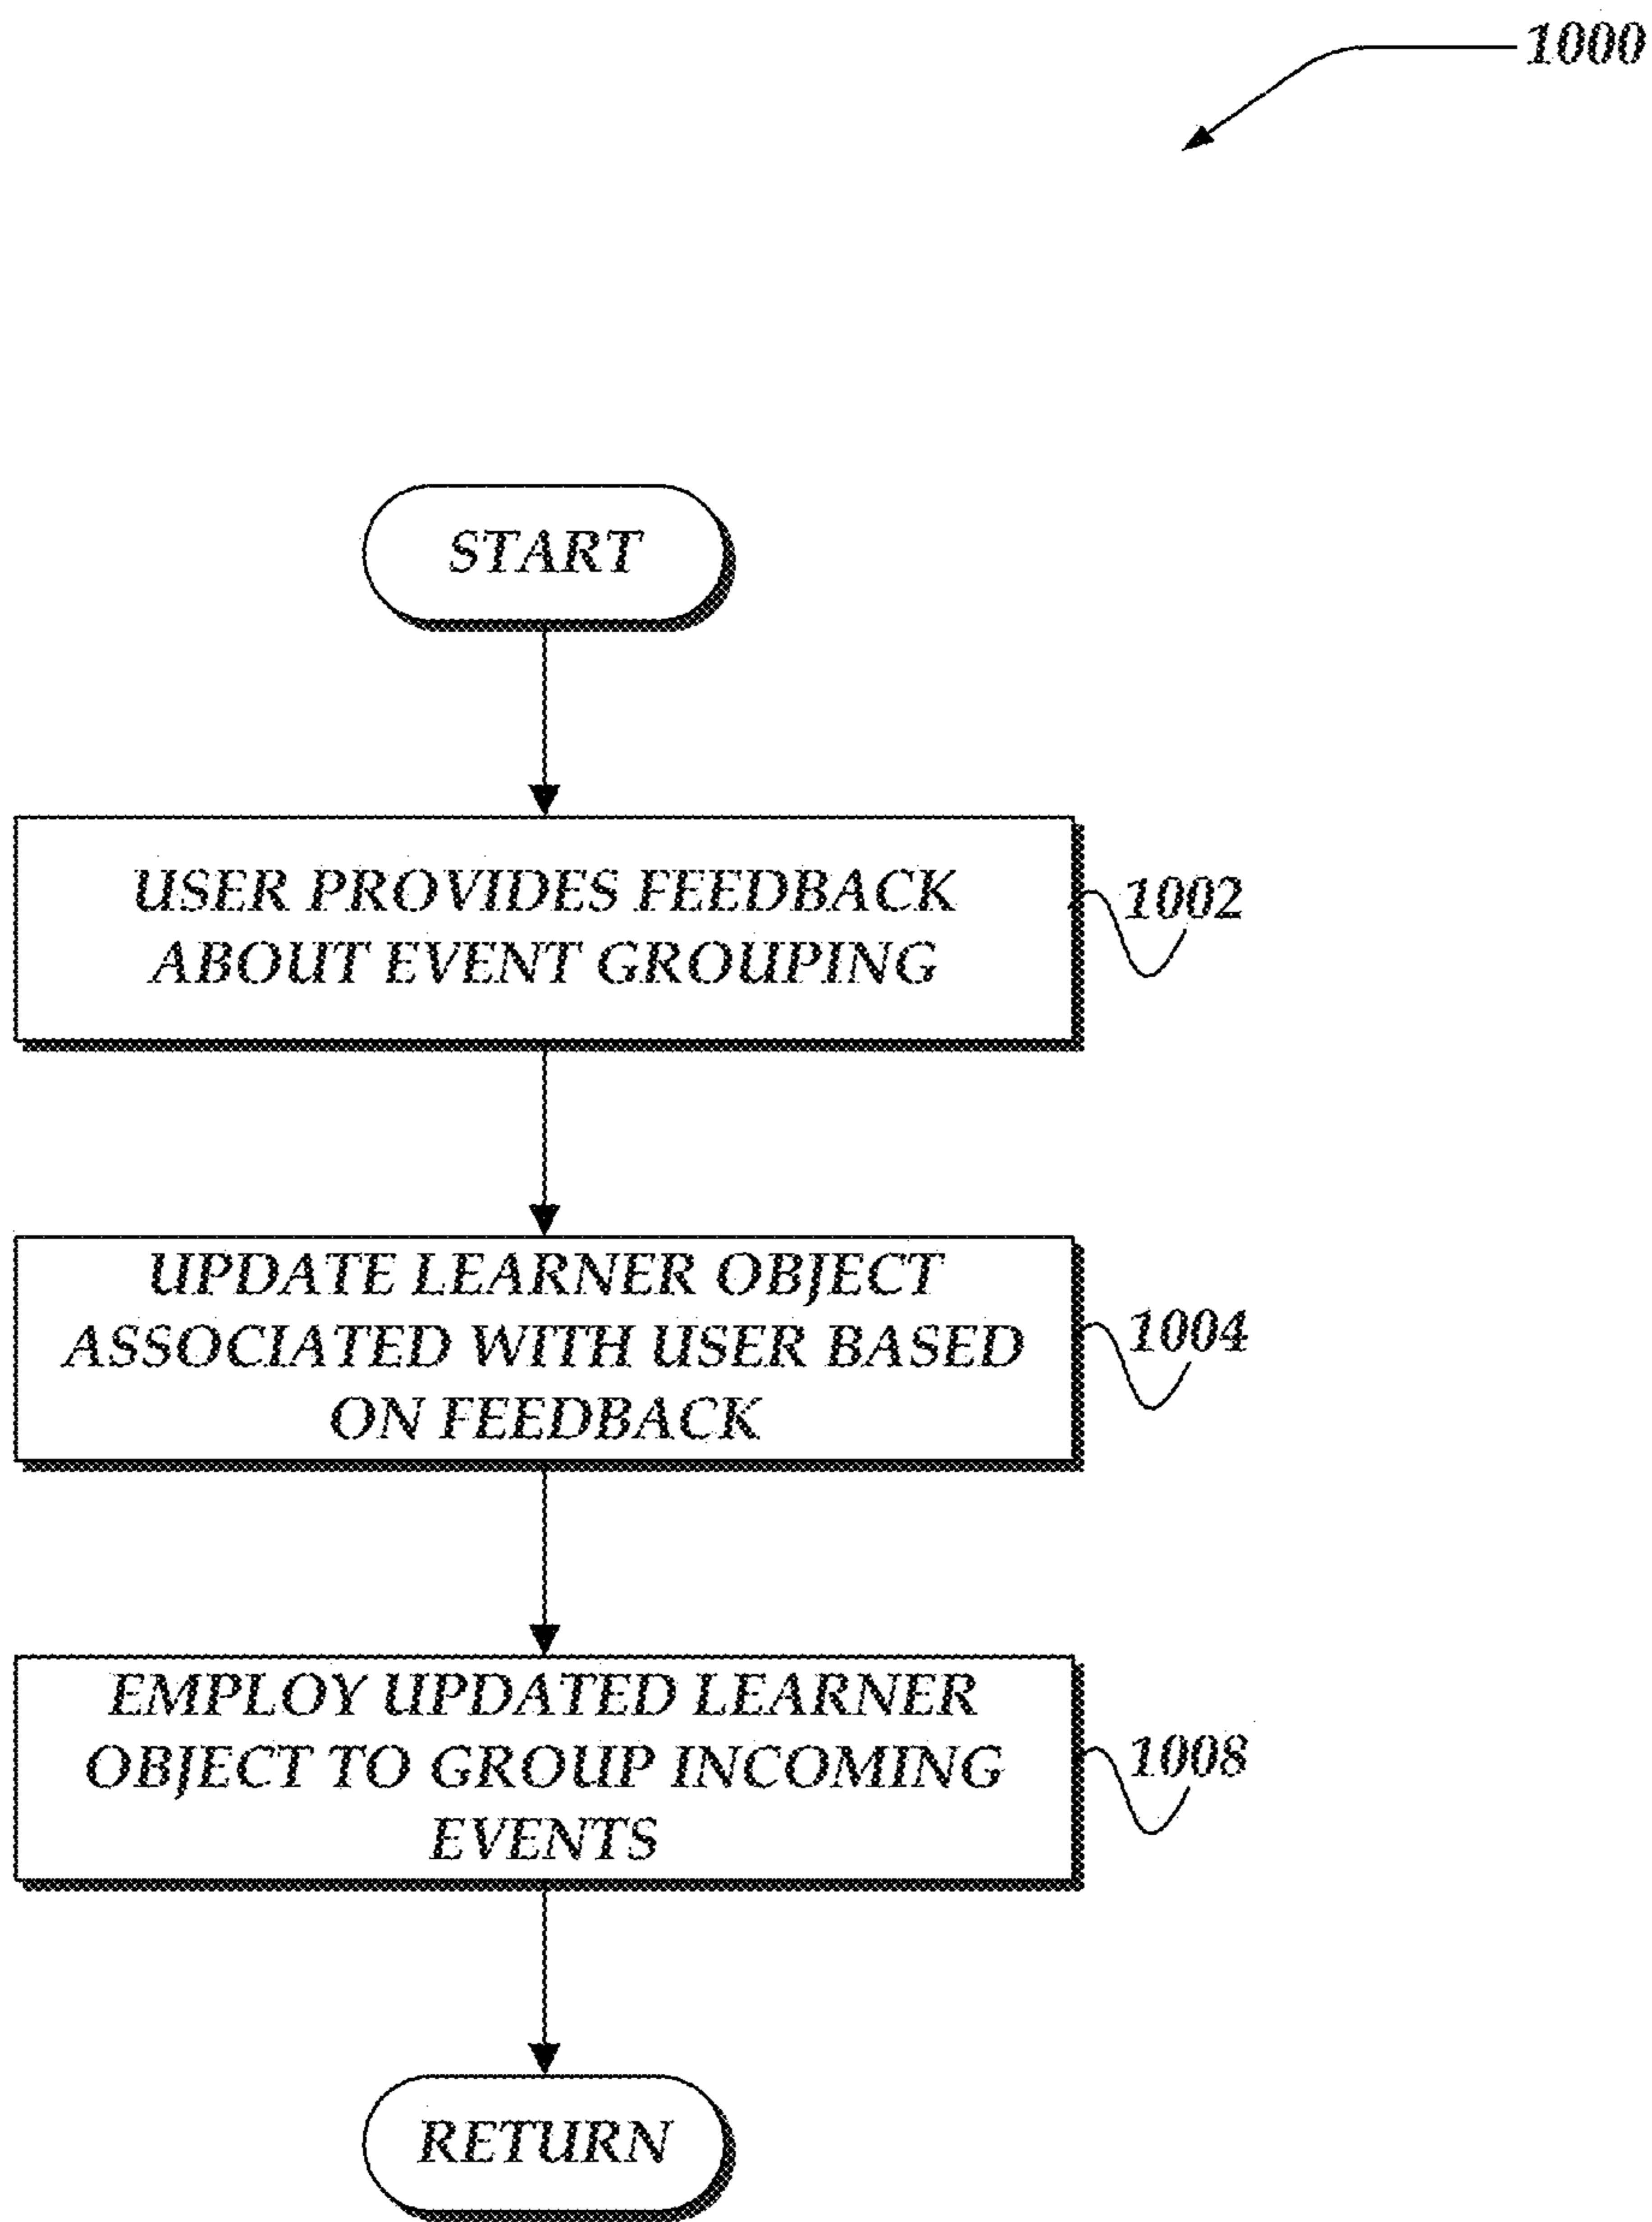 1000
START
USER PROVIDES FEEDBACK
ABOUT EVENT GROUPING
1002
UPDATE LEARNER OBJECT
ASSOCIATED WITH USER BASED
ON FEEDBACK
1004
EMPLOY UPDATED LEARNER
OBJECT TO GROUP INCOMING
EVENTS
1008
RETURN